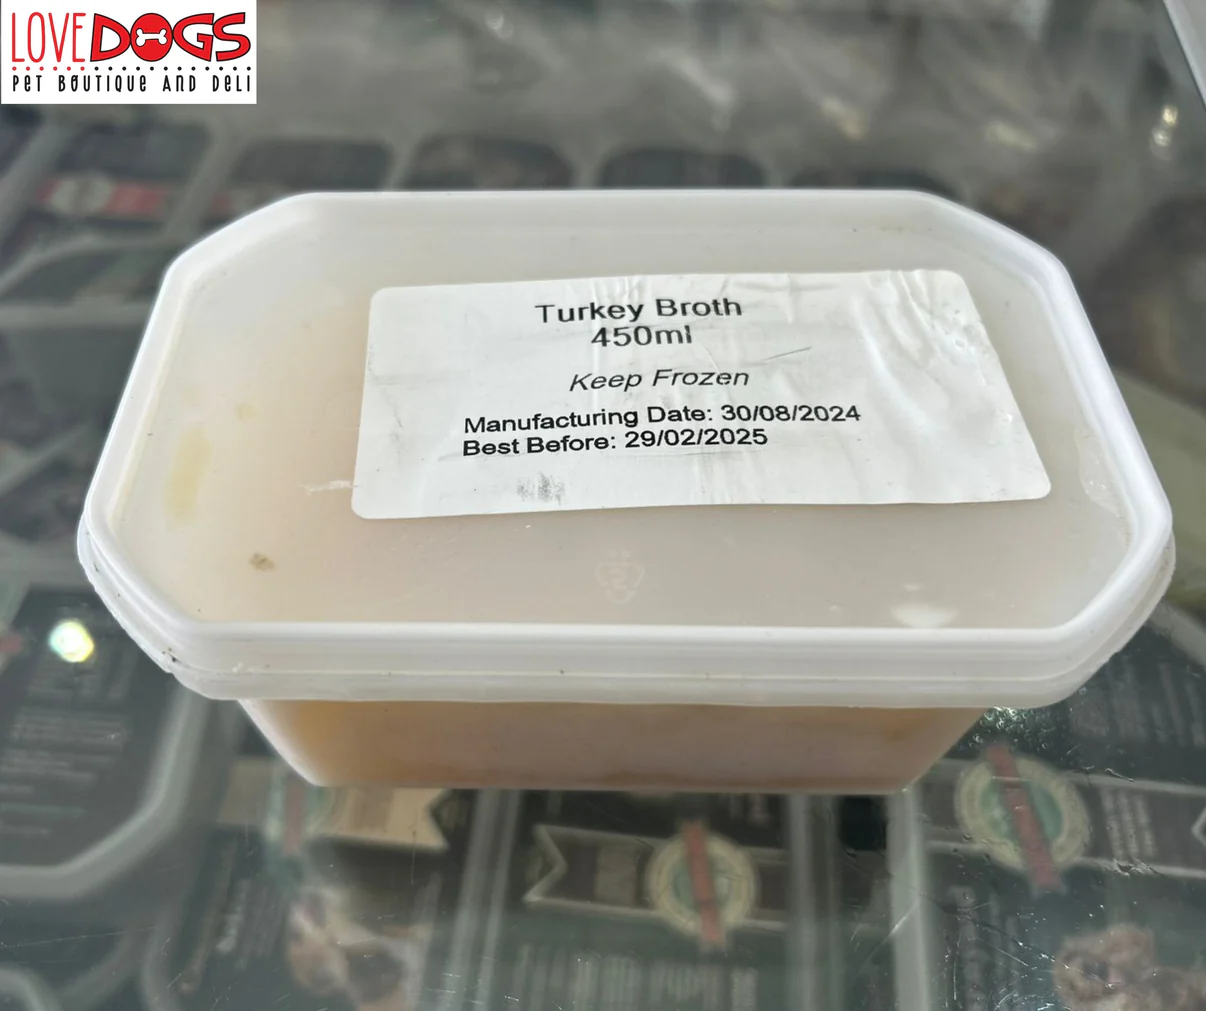 LOVEDOGS
PET BOUTIQUE AND DELI
Turkey Broth
450ml
Keep Frozen
Manufacturing Date: 30/08/2024
Best Before: 29/02/2025